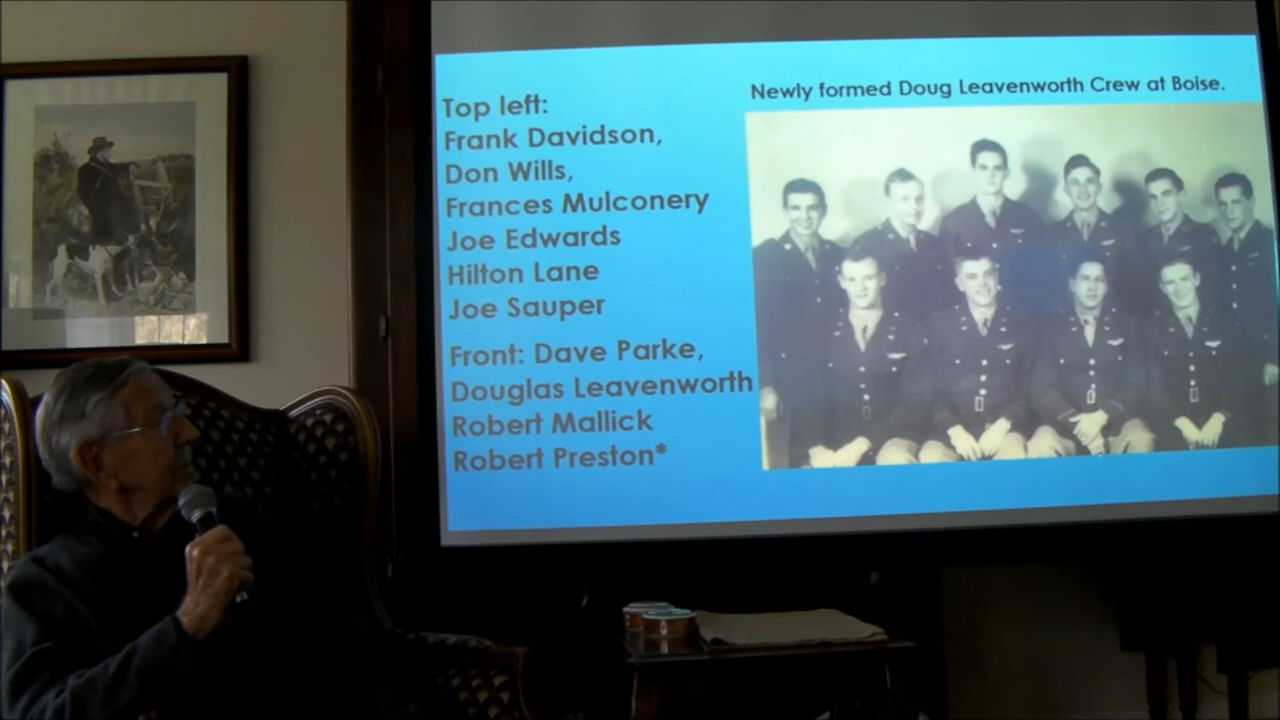 Top left:
Frank Davidson,
Don Wills,
Frances Mulconery
Joe Edwards
Hilton Lane
Joe Sauper
Front: Dave Parke,
Douglas Leavenworth
Robert Mallick
Robert Preston*
Newly formed Doug Leavenworth Crew at Boise.